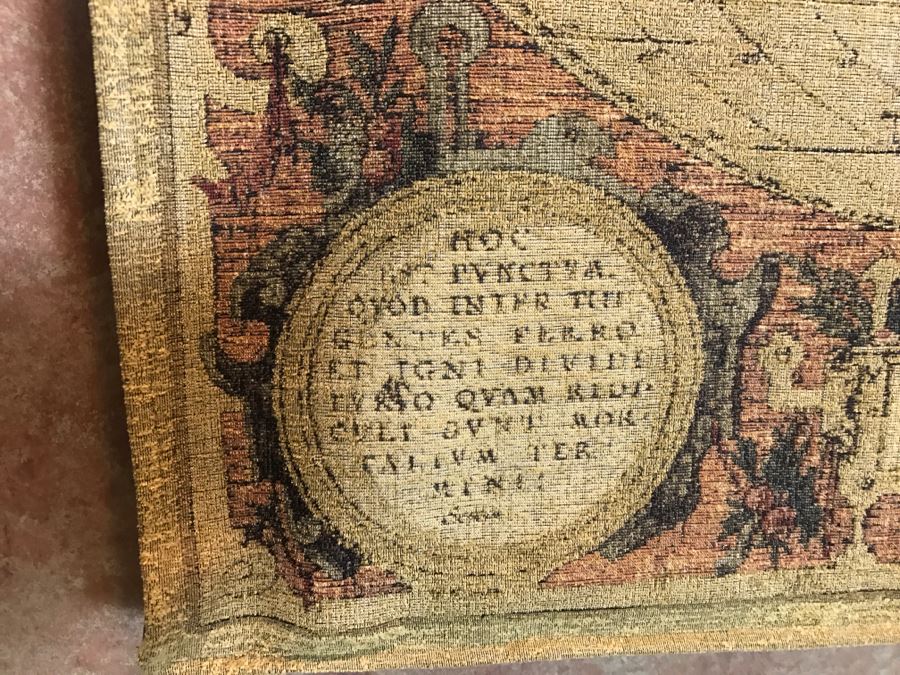 HOC
EST PVNCTVM.
QVOD INTER TOT
GENTES FERRO
ET IGNI DIVIDI
QVAM RIDI
CVLI SVNT MOR
TALIVM TER
MINI!